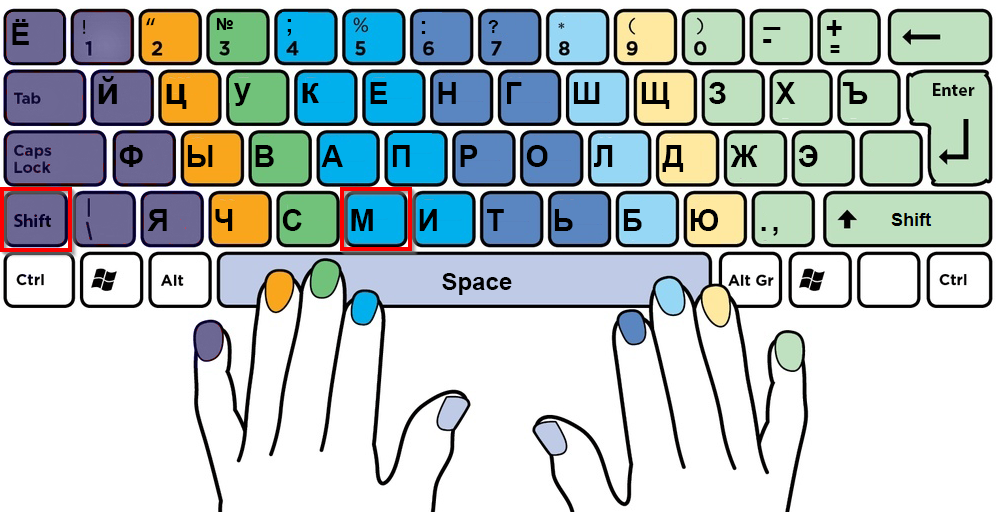 Ё ! 1 “ 2 № 3 ; 4 % 5 : 6 ? 7 * 8 ( 9 ) 0 — - + =
Tab Й Ц У К Е Н Г Ш Щ З Х Ъ Enter
Caps Lock Ф Ы В А П Р О Л Д Ж Э
Shift | \ Я Ч С М И Т Ь Б Ю . , Shift
Ctrl Alt Space Alt Gr Ctrl